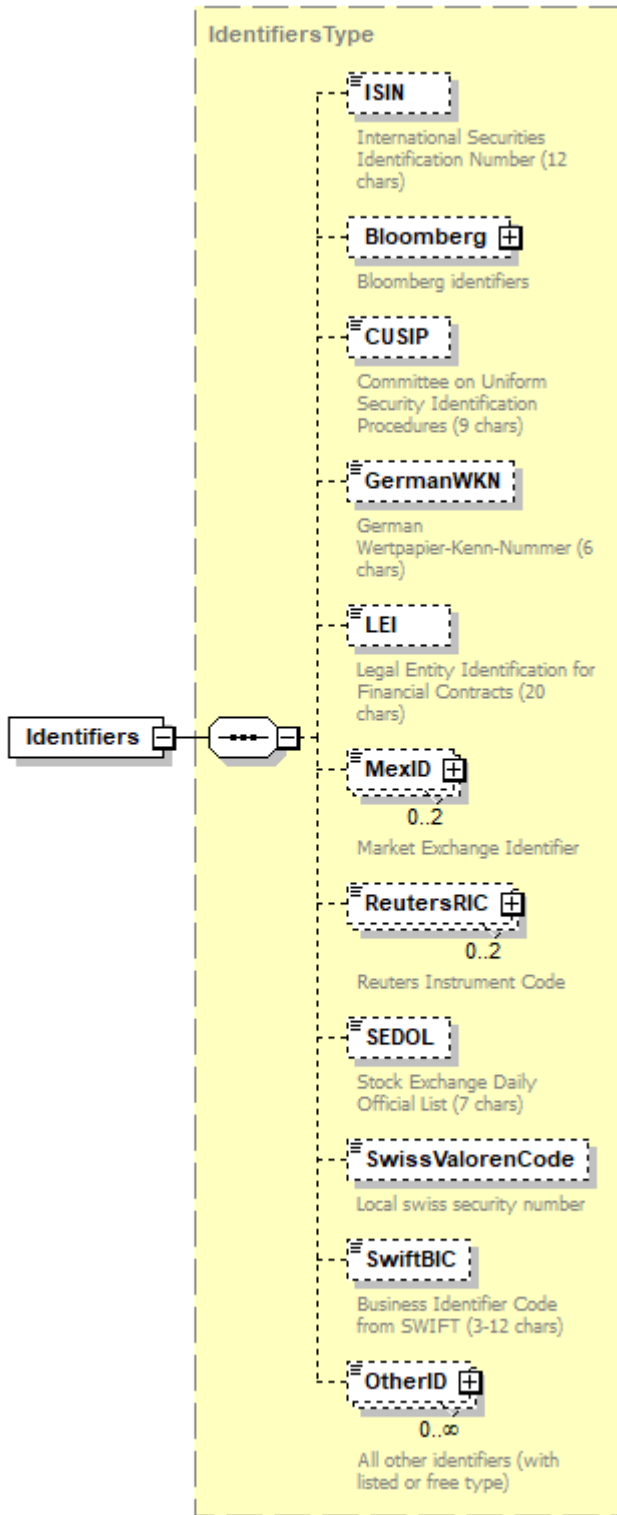 IdentifiersType
ISIN
International Securities
Identification Number (12
chars)
Bloomberg
Bloomberg identifiers
CUSIP
Committee on Uniform
Security Identification
Procedures (9 chars)
GermanWKN
German
Wertpapier-Kenn-Nummer (6
chars)
LEI
Legal Entity Identification for
Financial Contracts (20
chars)
Identifiers
MexID
0..2
Market Exchange Identifier
ReutersRIC
0..2
Reuters Instrument Code
SEDOL
Stock Exchange Daily
Official List (7 chars)
SwissValorenCode
Local swiss security number
SwiftBIC
Business Identifier Code
from SWIFT (3-12 chars)
OtherID
0..∞
All other identifiers (with
listed or free type)